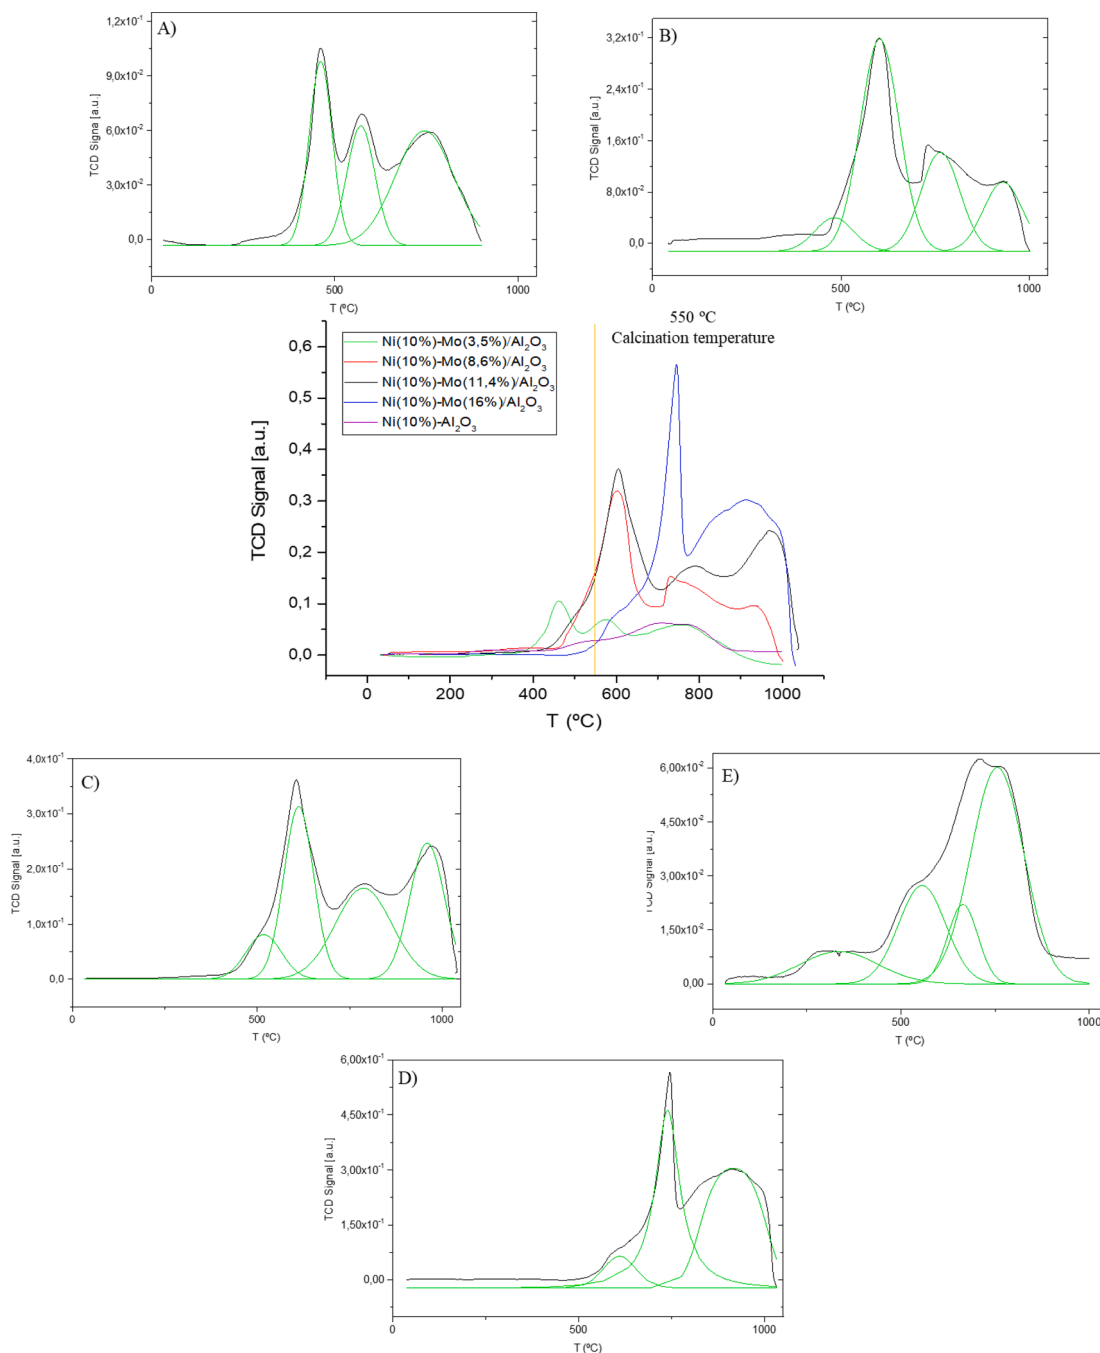 A)
1,2x10⁻¹
9,0x10⁻²
6,0x10⁻²
3,0x10⁻²
0,0
TCD Signa [a.u.]
0
500
1000
T (ºC)
B)
3,2x10⁻¹
2,4x10⁻¹
1,6x10⁻¹
8,0x10⁻²
0,0
TCD Signal [a.u.]
0
500
1000
T (ºC)
550 ºC
Calcination temperature
Ni(10%)-Mo(3,5%)/Al₂O₃
Ni(10%)-Mo(8,6%)/Al₂O₃
Ni(10%)-Mo(11,4%)/Al₂O₃
Ni(10%)-Mo(16%)/Al₂O₃
Ni(10%)-Al₂O₃
0,6
0,5
0,4
0,3
0,2
0,1
0,0
TCD Signal [a.u.]
0
200
400
600
800
1000
T (ºC)
C)
4,0x10⁻¹
3,0x10⁻¹
2,0x10⁻¹
1,0x10⁻¹
0,0
TCD Signal [a.u.]
0
500
1000
T (ºC)
E)
6,00x10⁻²
4,50x10⁻²
3,00x10⁻²
1,50x10⁻²
0,00
Signal [a.u.]
0
500
1000
T (ºC)
D)
6,00x10⁻¹
4,50x10⁻¹
3,00x10⁻¹
1,50x10⁻¹
0,00
TCD Signal [a.u.]
0
500
1000
T (ºC)